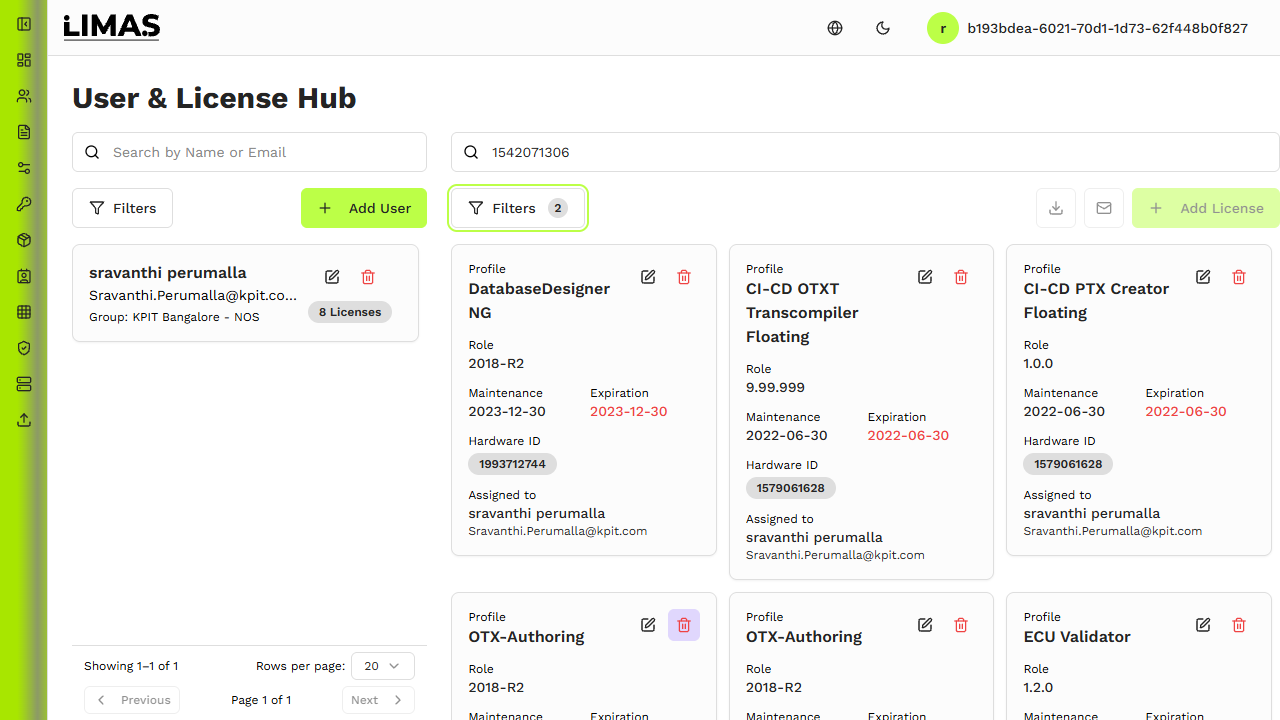 LIMAS
r
b193bdea-6021-70d1-1d73-62f448b0f827
User & License Hub
Search by Name or Email
1542071306
Filters
Add User
Filters 2
Add License
sravanthi perumalla
Sravanthi.Perumalla@kpit.co...
Group: KPIT Bangalore - NOS
8 Licenses
Showing 1–1 of 1
Rows per page: 20
Previous
Page 1 of 1
Next
Profile
DatabaseDesigner
NG
Role
2018-R2
Maintenance Expiration
2023-12-30 2023-12-30
Hardware ID
1993712744
Assigned to
sravanthi perumalla
Sravanthi.Perumalla@kpit.com
Profile
CI-CD OTXT
Transcompiler
Floating
Role
9.99.999
Maintenance Expiration
2022-06-30 2022-06-30
Hardware ID
1579061628
Assigned to
sravanthi perumalla
Sravanthi.Perumalla@kpit.com
Profile
CI-CD PTX Creator
Floating
Role
1.0.0
Maintenance Expiration
2022-06-30 2022-06-30
Hardware ID
1579061628
Assigned to
sravanthi perumalla
Sravanthi.Perumalla@kpit.com
Profile
OTX-Authoring
Role
2018-R2
Maintenance Expiration
Profile
OTX-Authoring
Role
2018-R2
Maintenance Expiration
Profile
ECU Validator
Role
1.2.0
Maintenance Expiration